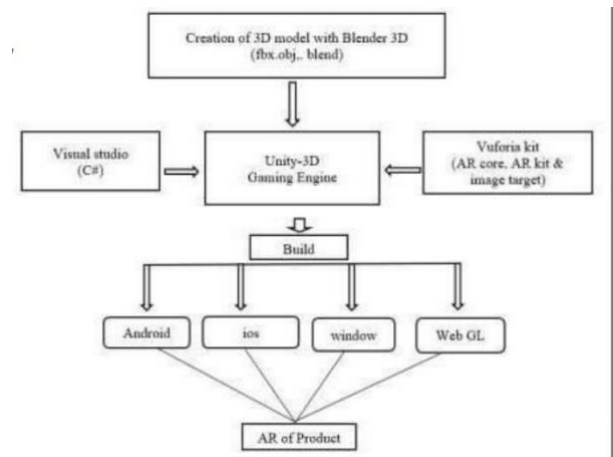 Creation of 3D model with Blender 3D
(fbx.obj,. blend)
Visual studio
(C#)
Unity-3D
Gaming Engine
Vuforia kit
(AR core, AR kit &
image target)
Build
Android
ios
window
Web GL
AR of Product